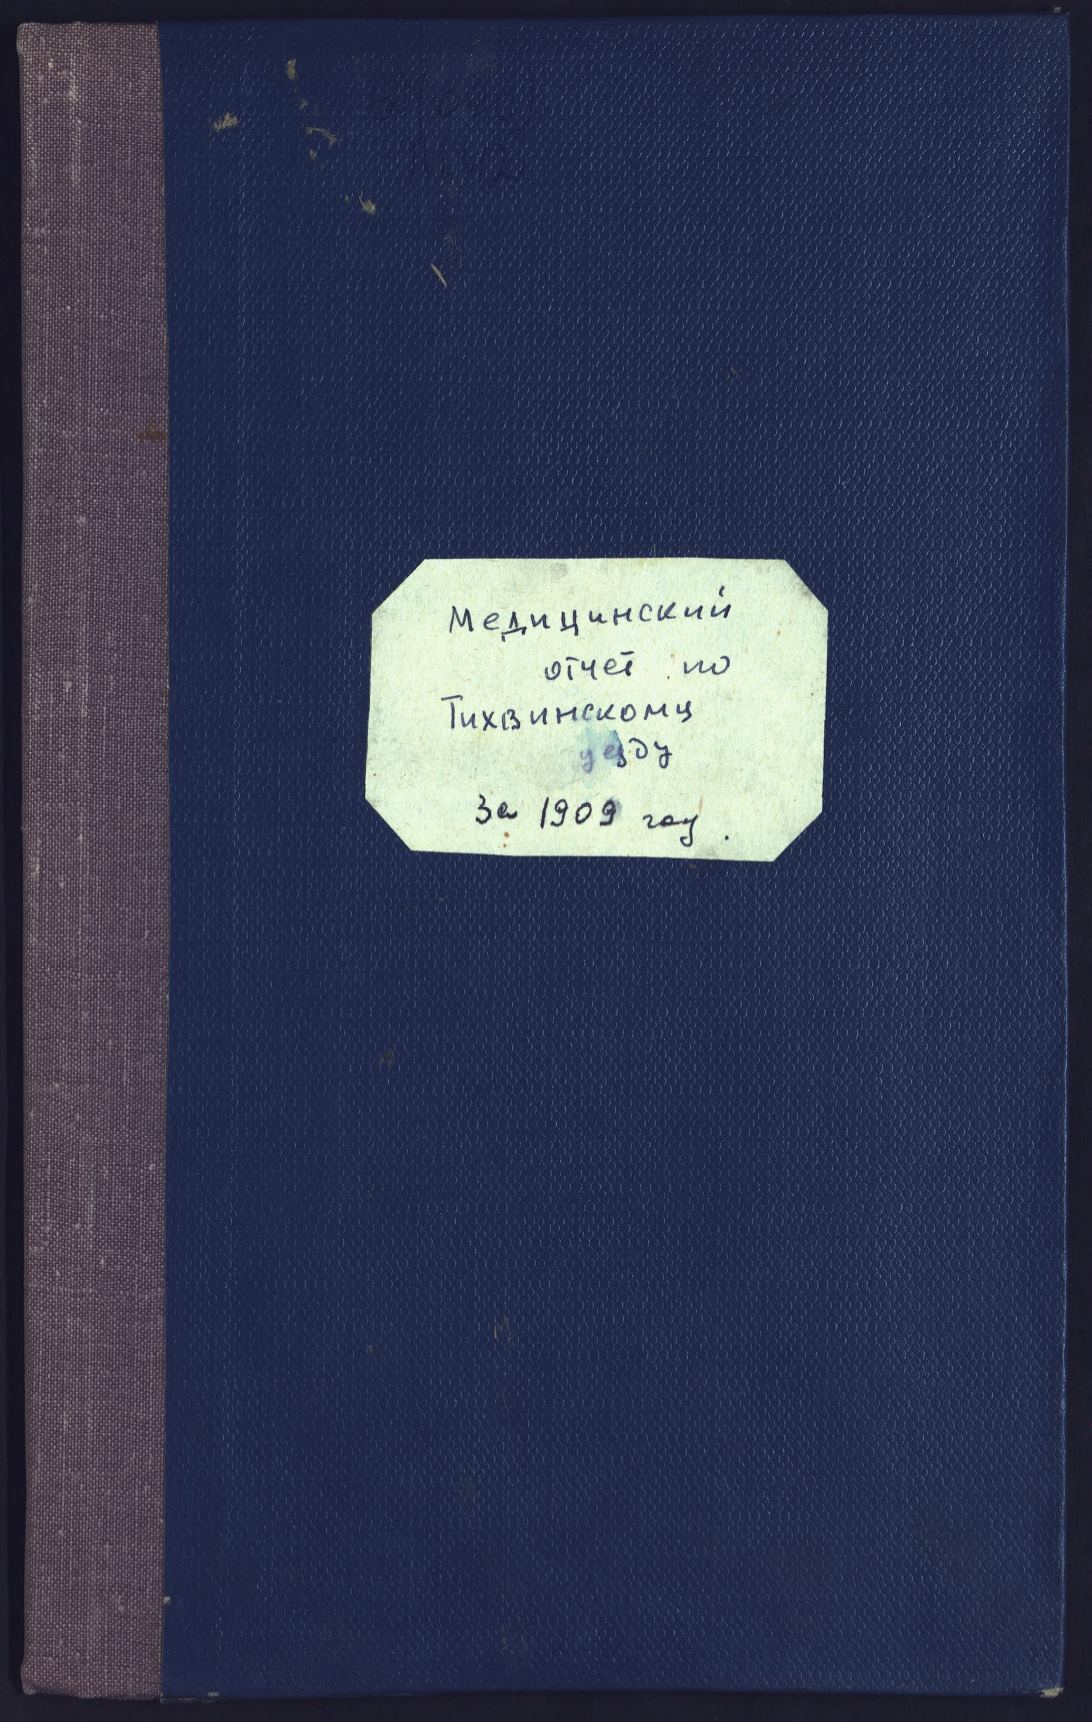 Медицинский
отчет по
Тихвинскому
уезду
за 1909 год.